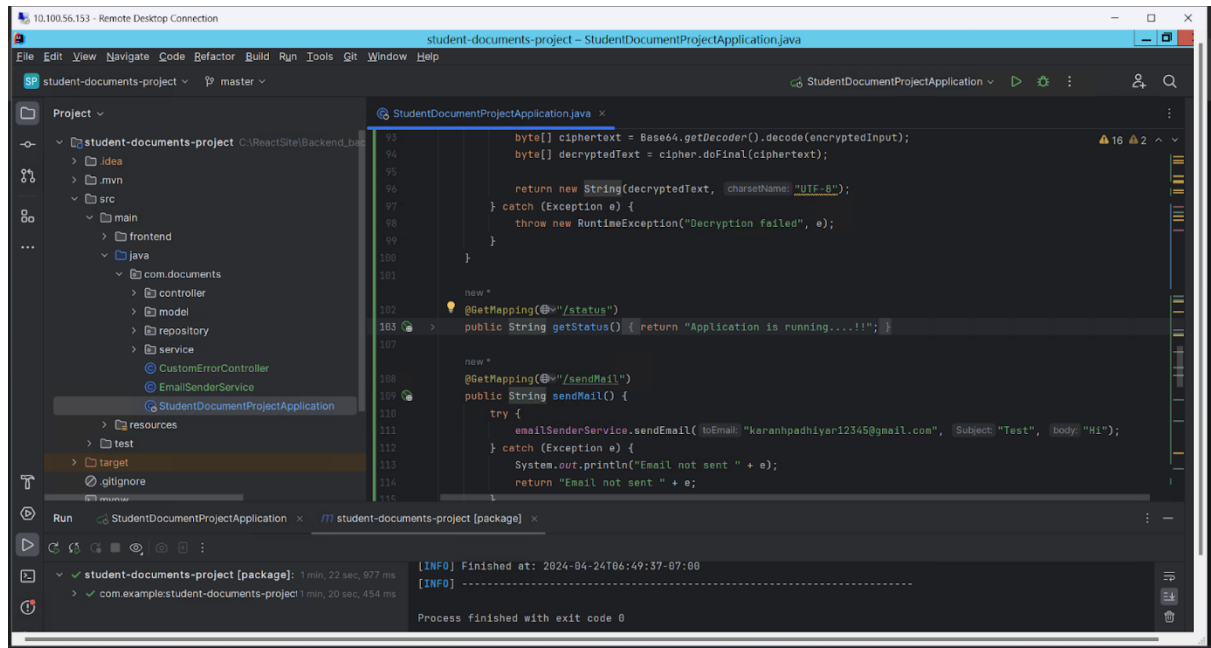 10.100.56.153 - Remote Desktop Connection
student-documents-project – StudentDocumentProjectApplication.java
File Edit View Navigate Code Refactor Build Run Tools Git Window Help
SP student-documents-project master StudentDocumentProjectApplication
Project
StudentDocumentProjectApplication.java
student-documents-project C:\ReactSite\Backend_bac
.idea
.mvn
src
main
frontend
java
com.documents
controller
model
repository
service
CustomErrorController
EmailSenderService
StudentDocumentProjectApplication
resources
test
target
.gitignore
mvnw
16 2
93 byte[] ciphertext = Base64.getDecoder().decode(encryptedInput);
94 byte[] decryptedText = cipher.doFinal(ciphertext);
95
96 return new String(decryptedText, charsetName: "UTF-8");
97 } catch (Exception e) {
98 throw new RuntimeException("Decryption failed", e);
99 }
100 }
101
new *
102 @GetMapping("/status")
103 public String getStatus() { return "Application is running....!!"; }
107
new *
108 @GetMapping("/sendMail")
109 public String sendMail() {
110 try {
111 emailSenderService.sendEmail( toEmail: "karanhpadhiyar12345@gmail.com", Subject: "Test", body: "Hi");
112 } catch (Exception e) {
113 System.out.println("Email not sent " + e);
114 return "Email not sent " + e;
115 }
Run StudentDocumentProjectApplication student-documents-project [package]
student-documents-project [package]: 1 min, 22 sec, 977 ms
com.example:student-documents-project 1 min, 20 sec, 454 ms
[INFO] Finished at: 2024-04-24T06:49:37-07:00
[INFO] ------------------------------------------------------------------------
Process finished with exit code 0